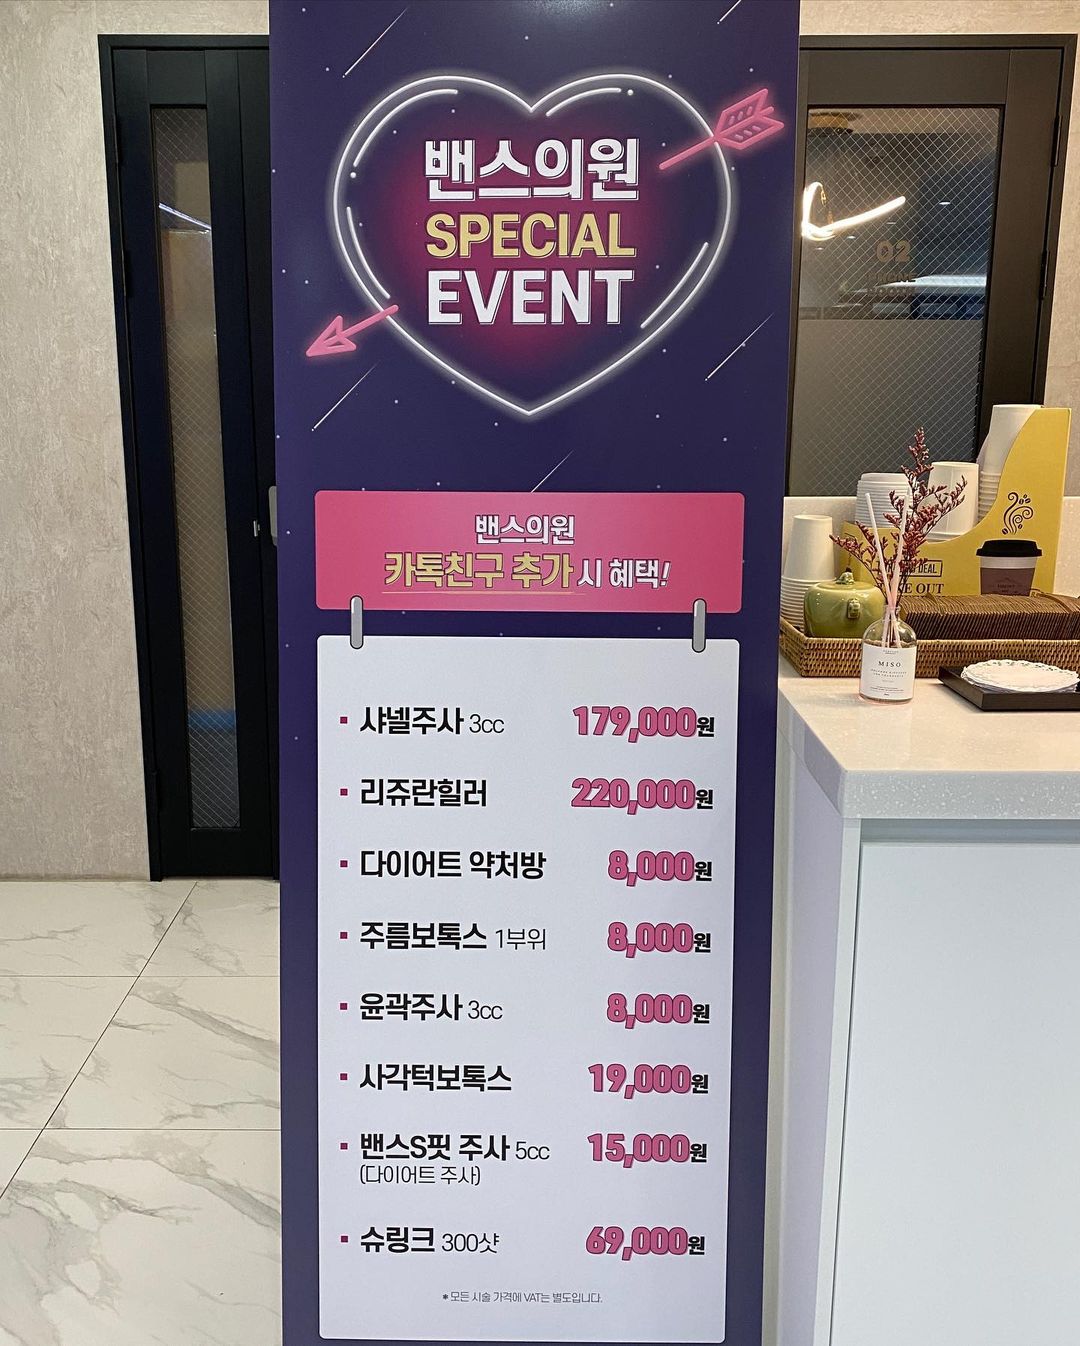 밴스의원
SPECIAL
EVENT
밴스의원
카톡친구 추가 시 혜택!
샤넬주사 3cc 179,000원
리쥬란힐러 220,000원
다이어트 약처방 8,000원
주름보톡스 1부위 8,000원
윤곽주사 3cc 8,000원
사각턱보톡스 19,000원
밴스S핏 주사 5cc 15,000원
(다이어트 주사)
슈링크 300샷 69,000원
* 모든 시술 가격에 VAT는 별도입니다.
02
DEAL
OUT
MISO